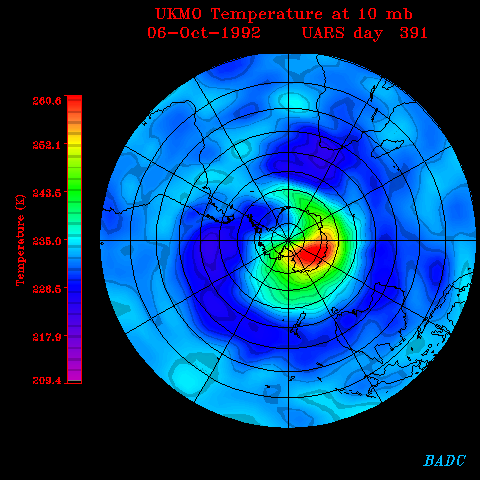 UKMO Temperature at 10 mb
06-Oct-1992 UARS day 391
260.6
252.1
243.5
235.0
226.5
217.9
209.4
Temperature (K)
BADC